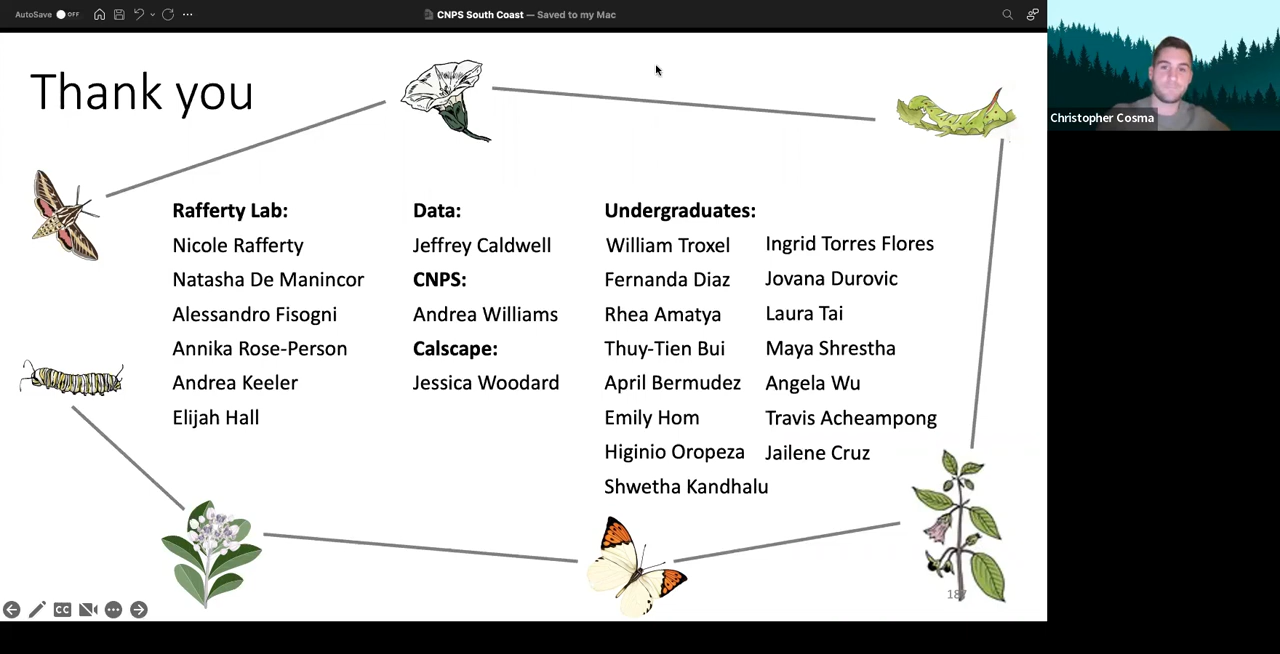 AutoSave OFF
CNPS South Coast — Saved to my Mac
Christopher Cosma
Thank you
Rafferty Lab:
Nicole Rafferty
Natasha De Manincor
Alessandro Fisogni
Annika Rose-Person
Andrea Keeler
Elijah Hall
Data:
Jeffrey Caldwell
CNPS:
Andrea Williams
Calscape:
Jessica Woodard
Undergraduates:
William Troxel
Fernanda Diaz
Rhea Amatya
Thuy-Tien Bui
April Bermudez
Emily Hom
Higinio Oropeza
Shwetha Kandhalu
Ingrid Torres Flores
Jovana Durovic
Laura Tai
Maya Shrestha
Angela Wu
Travis Acheampong
Jailene Cruz
CC